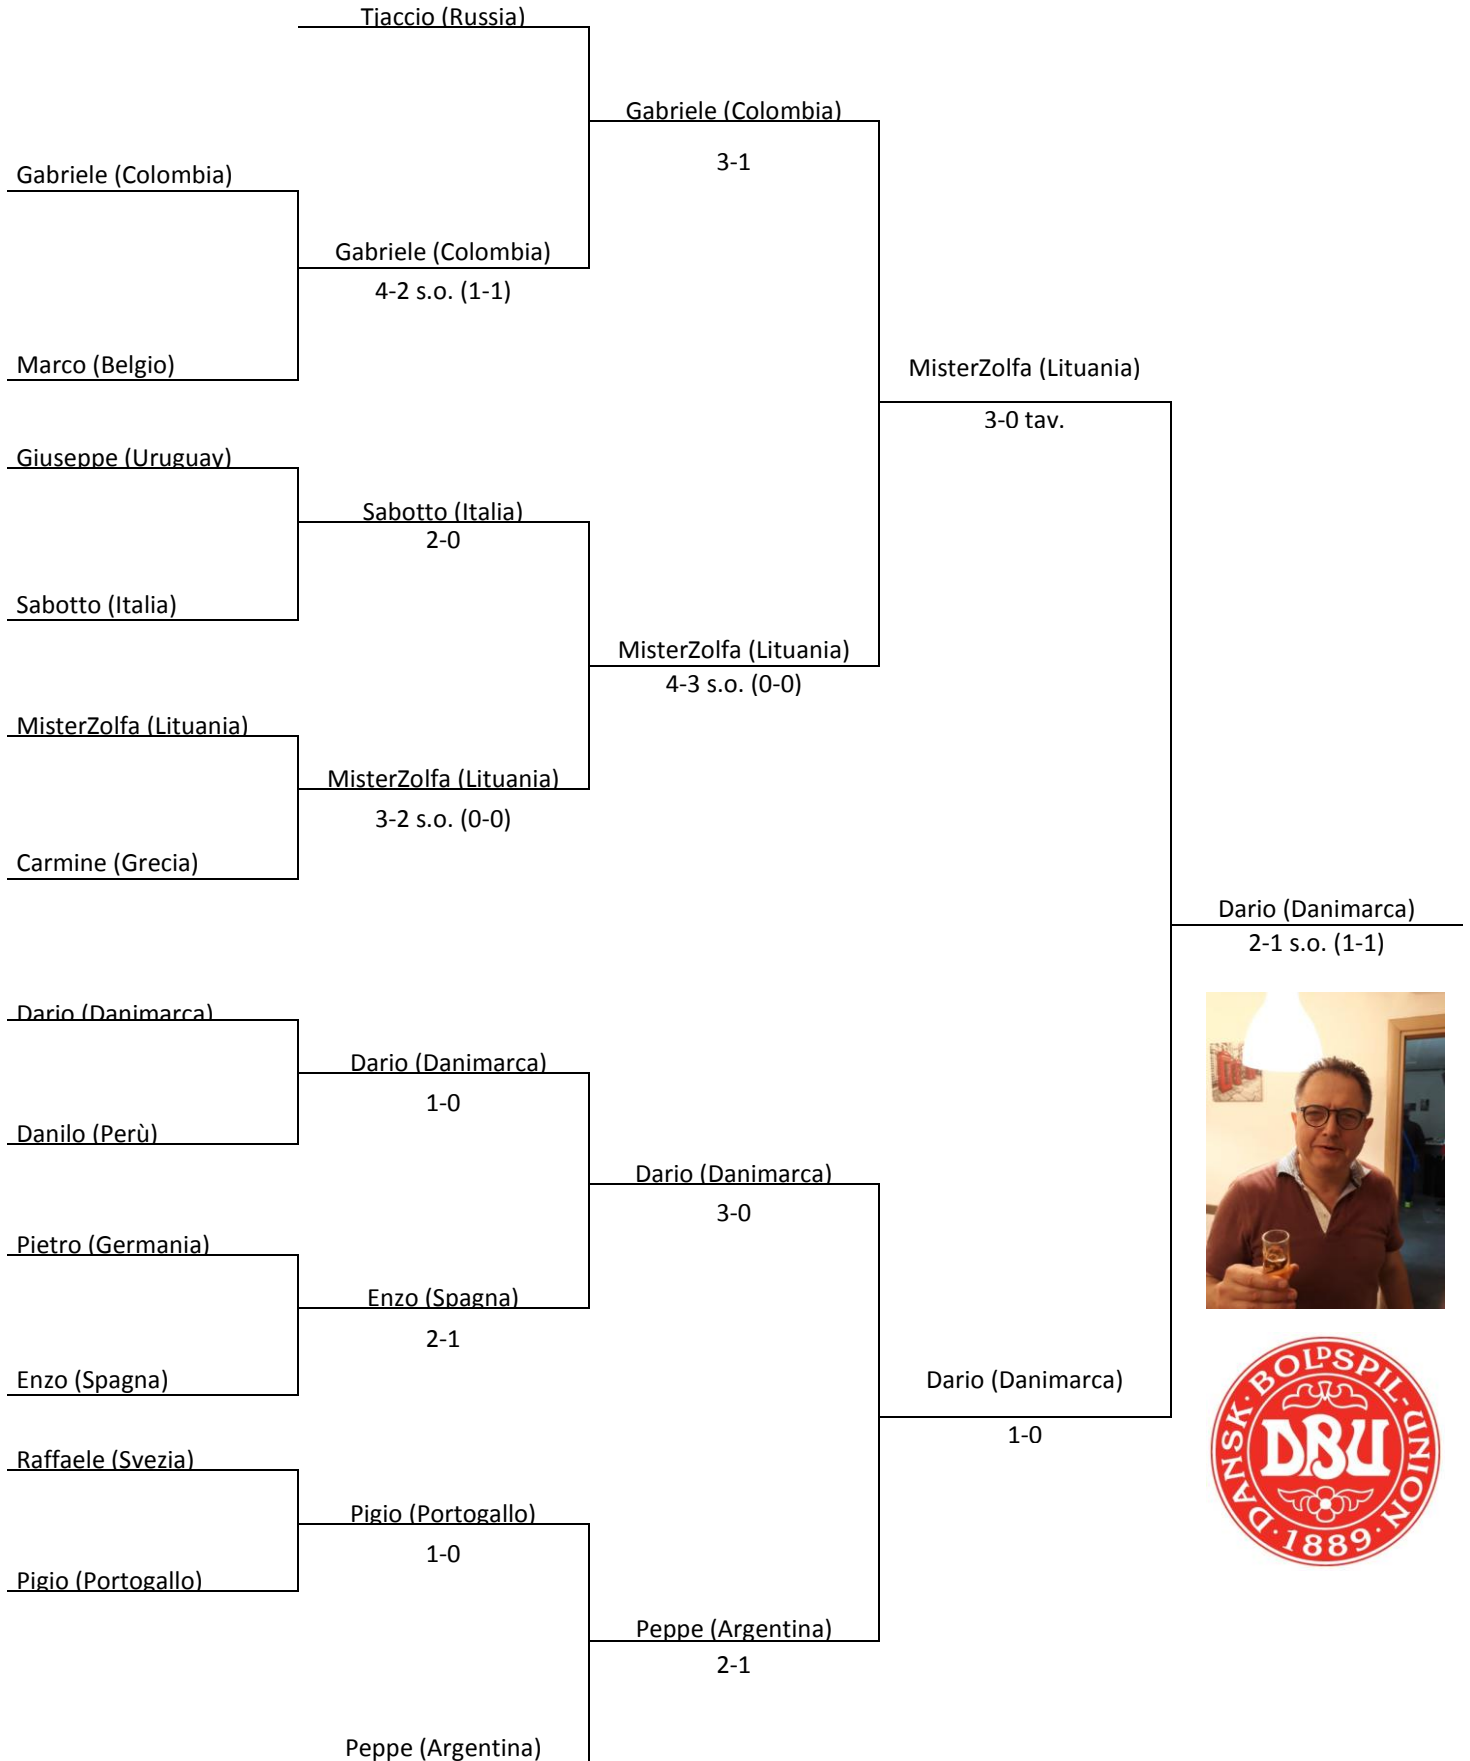 Tiaccio (Russia)
Gabriele (Colombia)
3-1
Gabriele (Colombia)
Gabriele (Colombia)
4-2 s.o. (1-1)
Marco (Belgio)
MisterZolfa (Lituania)
3-0 tav.
Giuseppe (Uruguay)
Sabotto (Italia)
2-0
Sabotto (Italia)
MisterZolfa (Lituania)
4-3 s.o. (0-0)
MisterZolfa (Lituania)
MisterZolfa (Lituania)
3-2 s.o. (0-0)
Carmine (Grecia)
Dario (Danimarca)
2-1 s.o. (1-1)
Dario (Danimarca)
Dario (Danimarca)
1-0
Danilo (Perù)
Dario (Danimarca)
3-0
Pietro (Germania)
Enzo (Spagna)
2-1
Enzo (Spagna)
Dario (Danimarca)
1-0
DANSK·BOLDSPIL-UNION
DBU
·1889·
Raffaele (Svezia)
Pigio (Portogallo)
1-0
Pigio (Portogallo)
Peppe (Argentina)
2-1
Peppe (Argentina)